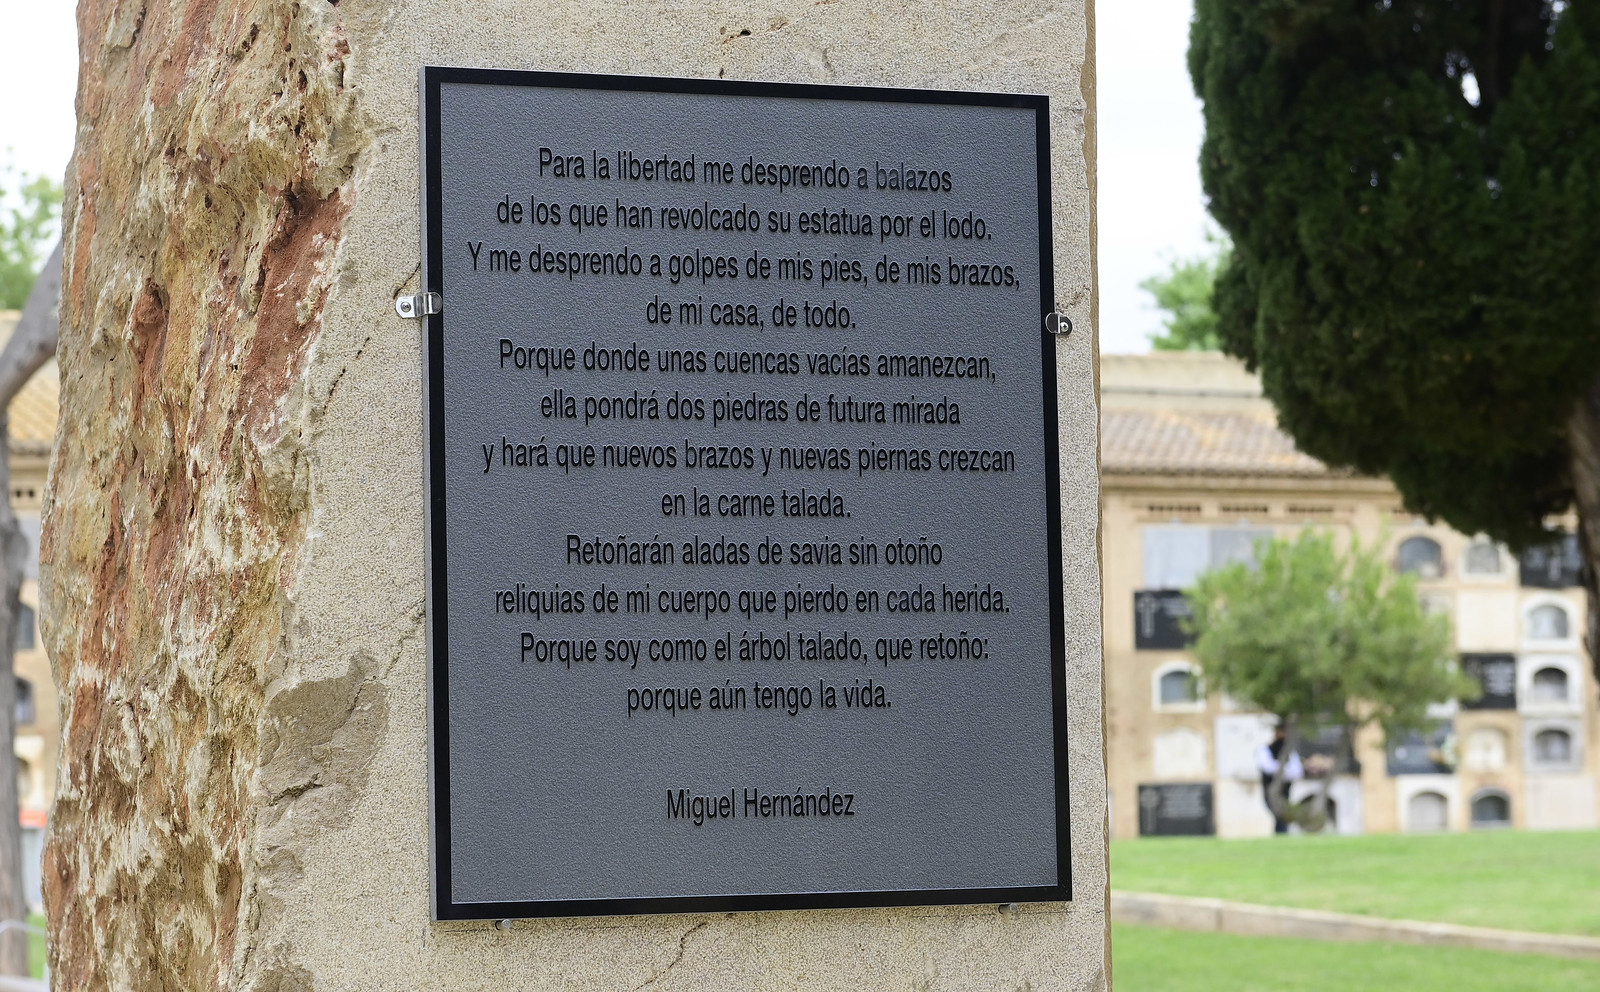 Para la libertad me desprendo a balazos
de los que han revolcado su estatua por el lodo.
Y me desprendo a golpes de mis pies, de mis brazos,
de mi casa, de todo.
Porque donde unas cuencas vacías amanezcan,
ella pondrá dos piedras de futura mirada
y hará que nuevos brazos y nuevas piernas crezcan
en la carne talada.
Retoñarán aladas de savia sin otoño
reliquias de mi cuerpo que pierdo en cada herida.
Porque soy como el árbol talado, que retoño:
porque aún tengo la vida.
Miguel Hernández